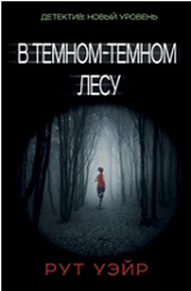 ДЕТЕКТИВ: НОВЫЙ УРОВЕНЬ
В ТЕМНОМ-ТЕМНОМ
ЛЕСУ
РУТ УЭЙР